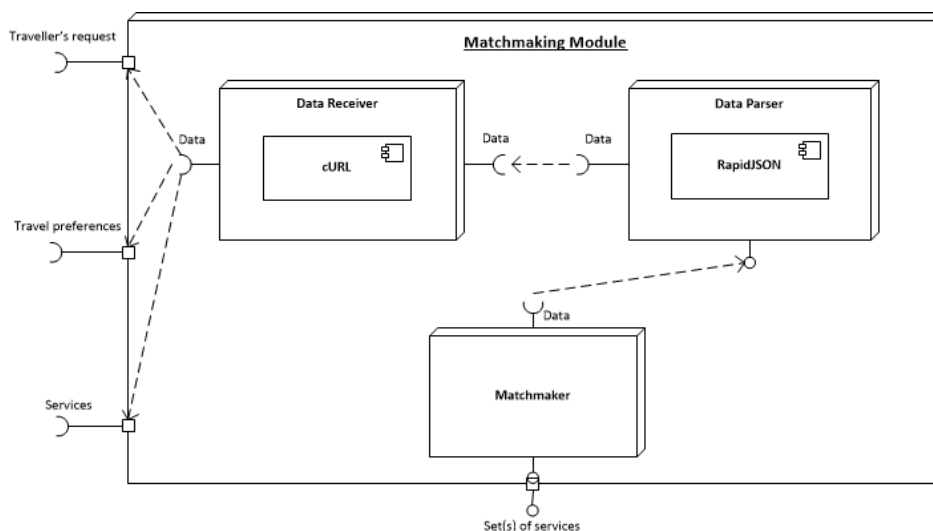 Traveller's request
Matchmaking Module
Data Receiver
Data Parser
Data
Data
Data
cURL
RapidJSON
Travel preferences
Data
Matchmaker
Services
Set(s) of services